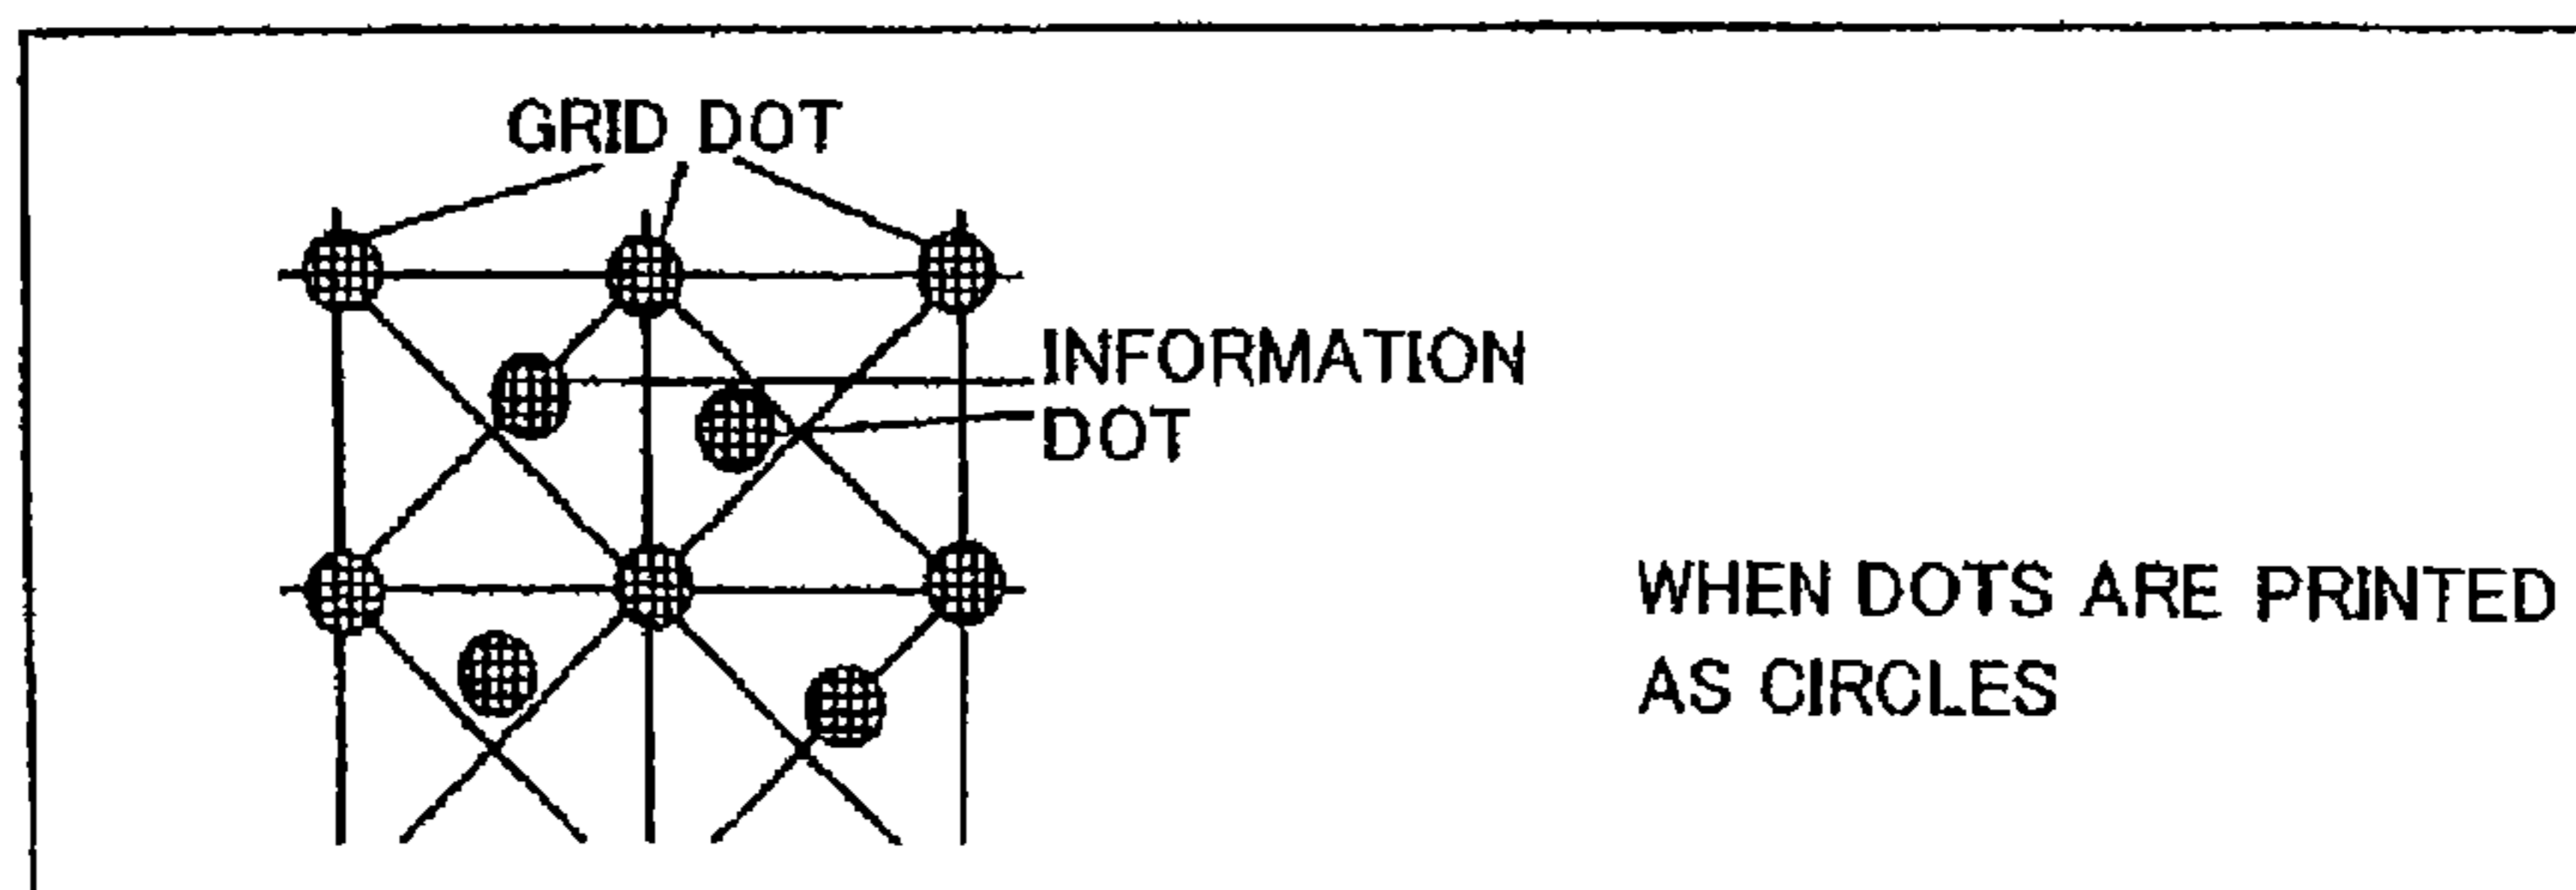 GRID DOT
INFORMATION
DOT
WHEN DOTS ARE PRINTED
AS CIRCLES